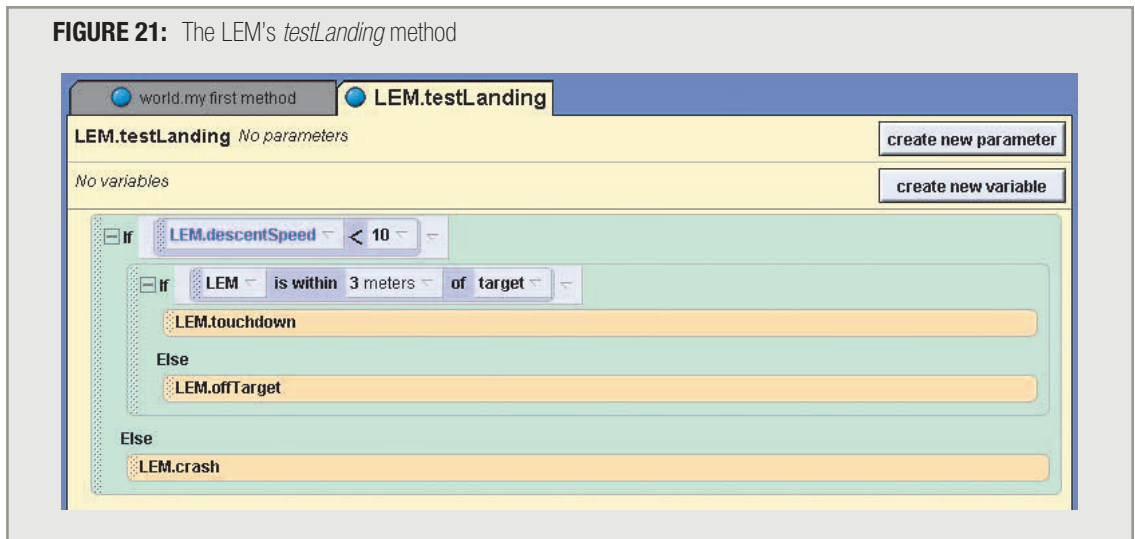 FIGURE 21: The LEM's testLanding method
world.my first method LEM.testLanding
LEM.testLanding No parameters create new parameter
No variables create new variable
If LEM.descentSpeed < 10
If LEM is within 3 meters of target
LEM.touchdown
Else
LEM.offTarget
Else
LEM.crash